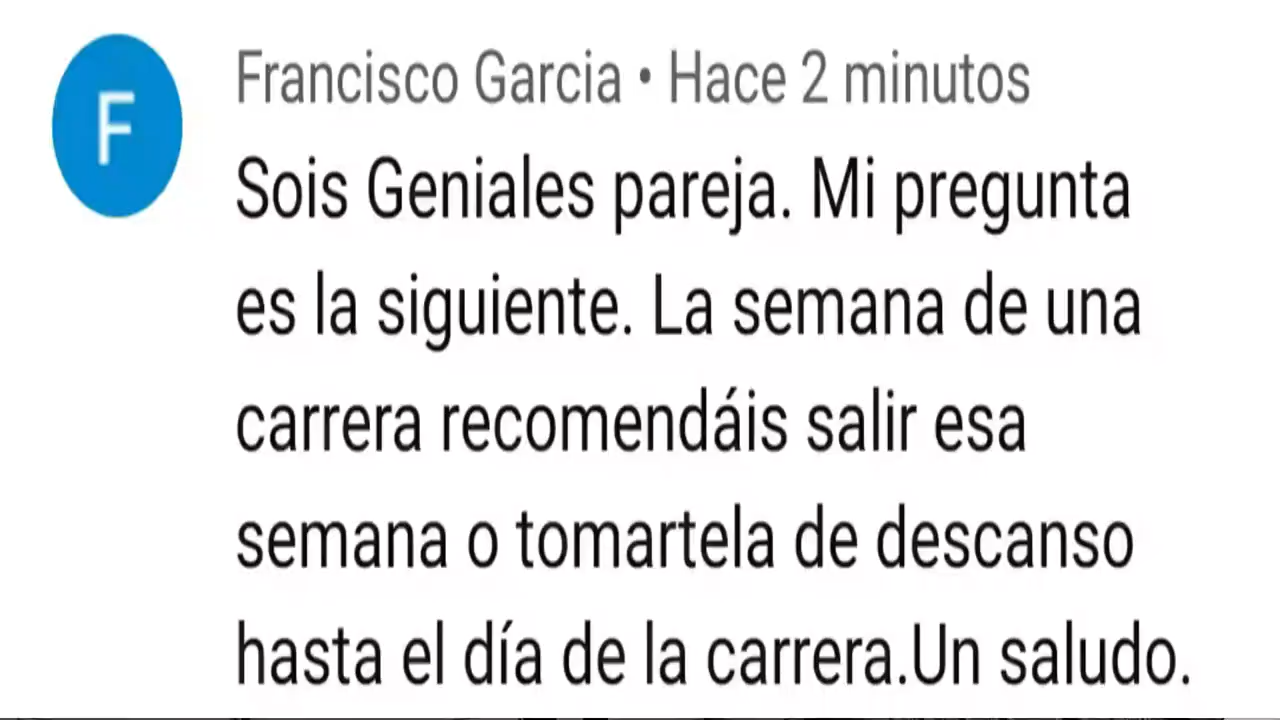 F
Francisco Garcia • Hace 2 minutos
Sois Geniales pareja. Mi pregunta
es la siguiente. La semana de una
carrera recomendáis salir esa
semana o tomartela de descanso
hasta el día de la carrera.Un saludo.